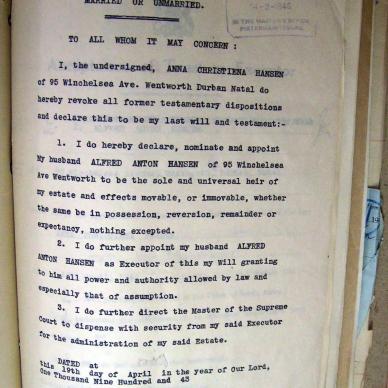 MARRIED OR UNMARRIED.
IN THE MASTER'S OFFICE
TO ALL WHOM IT MAY CONCERN :
I, the undersigned, ANNA CHRISTIENA HANSEN
of 95 Winchelsea Ave. Wentworth Durban Natal do
hereby revoke all former testamentary dispositions
and declare this to be my last will and testament:-
1. I do hereby declare, nominate and appoint
My husband ALFRED ANTON HANSEN of 95 Winchelsea
Ave Wentworth to be the sole and universal heir of
my estate and effects movable, or immovable, whether
the same be in possession, reversion, remainder or
expectancy, nothing excepted.
2. I do further appoint my husband ALFRED
ANTON HANSEN as Executor of this my Will granting
to him all power and authority allowed by law and
especially that of assumption.
3. I do further direct the Master of the Supreme
Court to dispense with security from my said Executor
for the administration of my said Estate.
DATED at
this 19th day of April in the year of Our Lord,
One Thousand Nine Hundred and 43